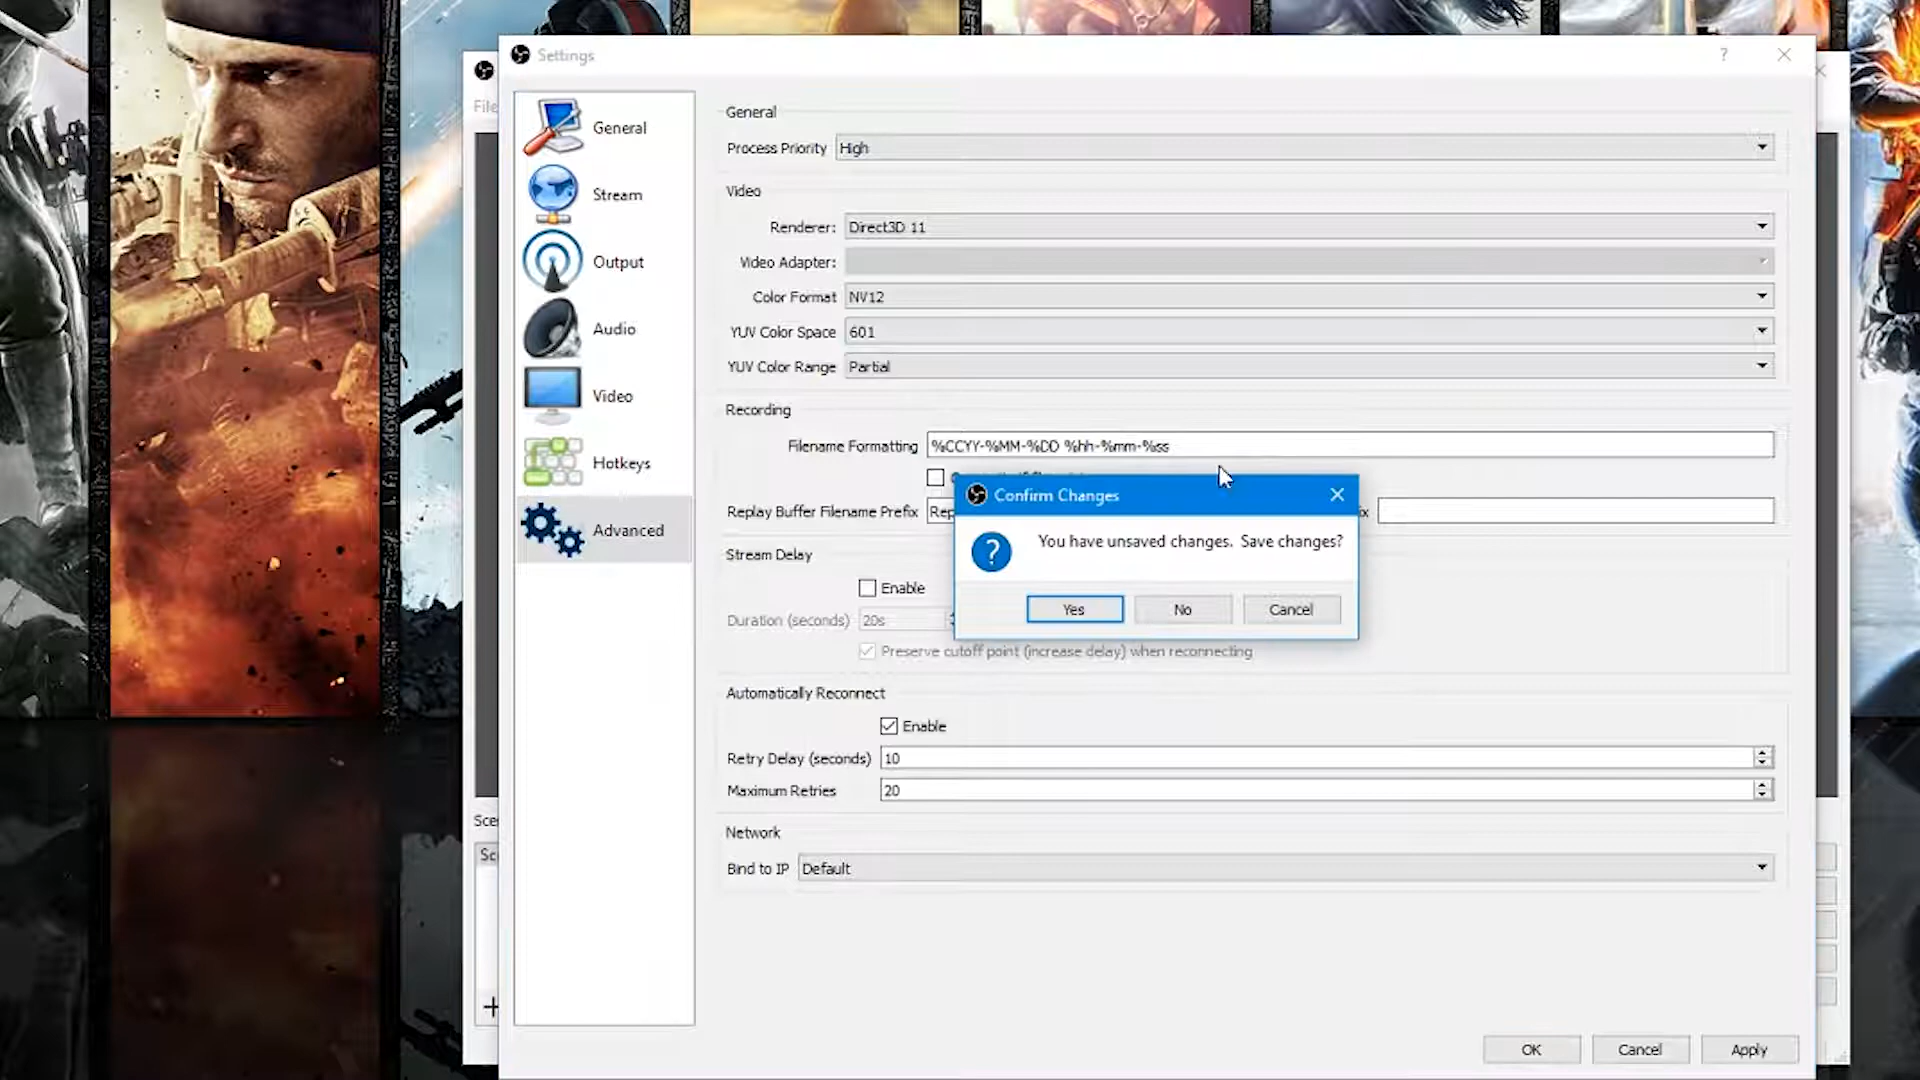 Settings
?
File
General
Stream
Output
Audio
Video
Hotkeys
Advanced
General
Process Priority High
Video
Renderer: Direct3D 11
Video Adapter:
Color Format NV12
YUV Color Space 601
YUV Color Range Partial
Recording
Filename Formatting %CCYY-%MM-%DD %hh-%mm-%ss
Replay Buffer Filename Prefix Rep
Confirm Changes
You have unsaved changes. Save changes?
Yes No Cancel
Stream Delay
Enable
Duration (seconds) 20s
Preserve cutoff point (increase delay) when reconnecting
Automatically Reconnect
Enable
Retry Delay (seconds) 10
Maximum Retries 20
Network
Bind to IP Default
OK Cancel Apply